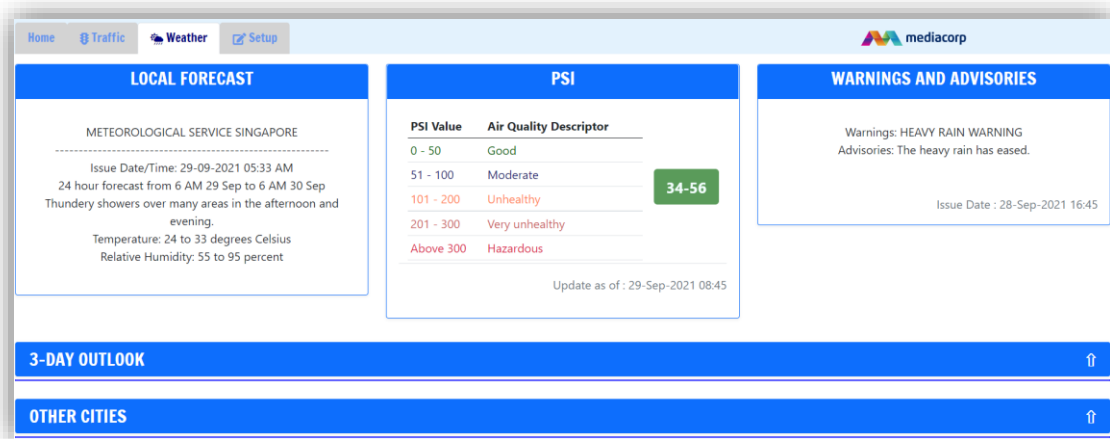 Home Traffic Weather Setup mediacorp
LOCAL FORECAST
METEOROLOGICAL SERVICE SINGAPORE
--------------------------------------------------------------------
Issue Date/Time: 29-09-2021 05:33 AM
24 hour forecast from 6 AM 29 Sep to 6 AM 30 Sep
Thundery showers over many areas in the afternoon and
evening.
Temperature: 24 to 33 degrees Celsius
Relative Humidity: 55 to 95 percent
PSI
PSI Value Air Quality Descriptor
0 - 50 Good
51 - 100 Moderate
101 - 200 Unhealthy
201 - 300 Very unhealthy
Above 300 Hazardous
34-56
Update as of : 29-Sep-2021 08:45
WARNINGS AND ADVISORIES
Warnings: HEAVY RAIN WARNING
Advisories: The heavy rain has eased.
Issue Date : 28-Sep-2021 16:45
3-DAY OUTLOOK ⇧
OTHER CITIES ⇧